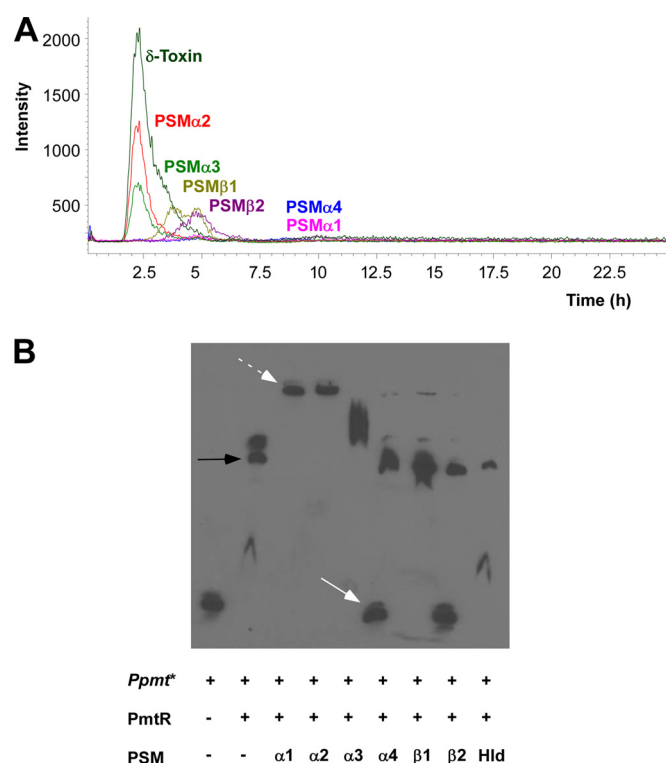 A
2000
1500
1000
500
Intensity
δ-Toxin
PSMα2
PSMα3
PSMβ1
PSMβ2
PSMα4
PSMα1
2.5 5 7.5 10 12.5 15 17.5 20 22.5
Time (h)
B
Ppmt* + + + + + + + + +
PmtR - + + + + + + + +
PSM - - α1 α2 α3 α4 β1 β2 Hld